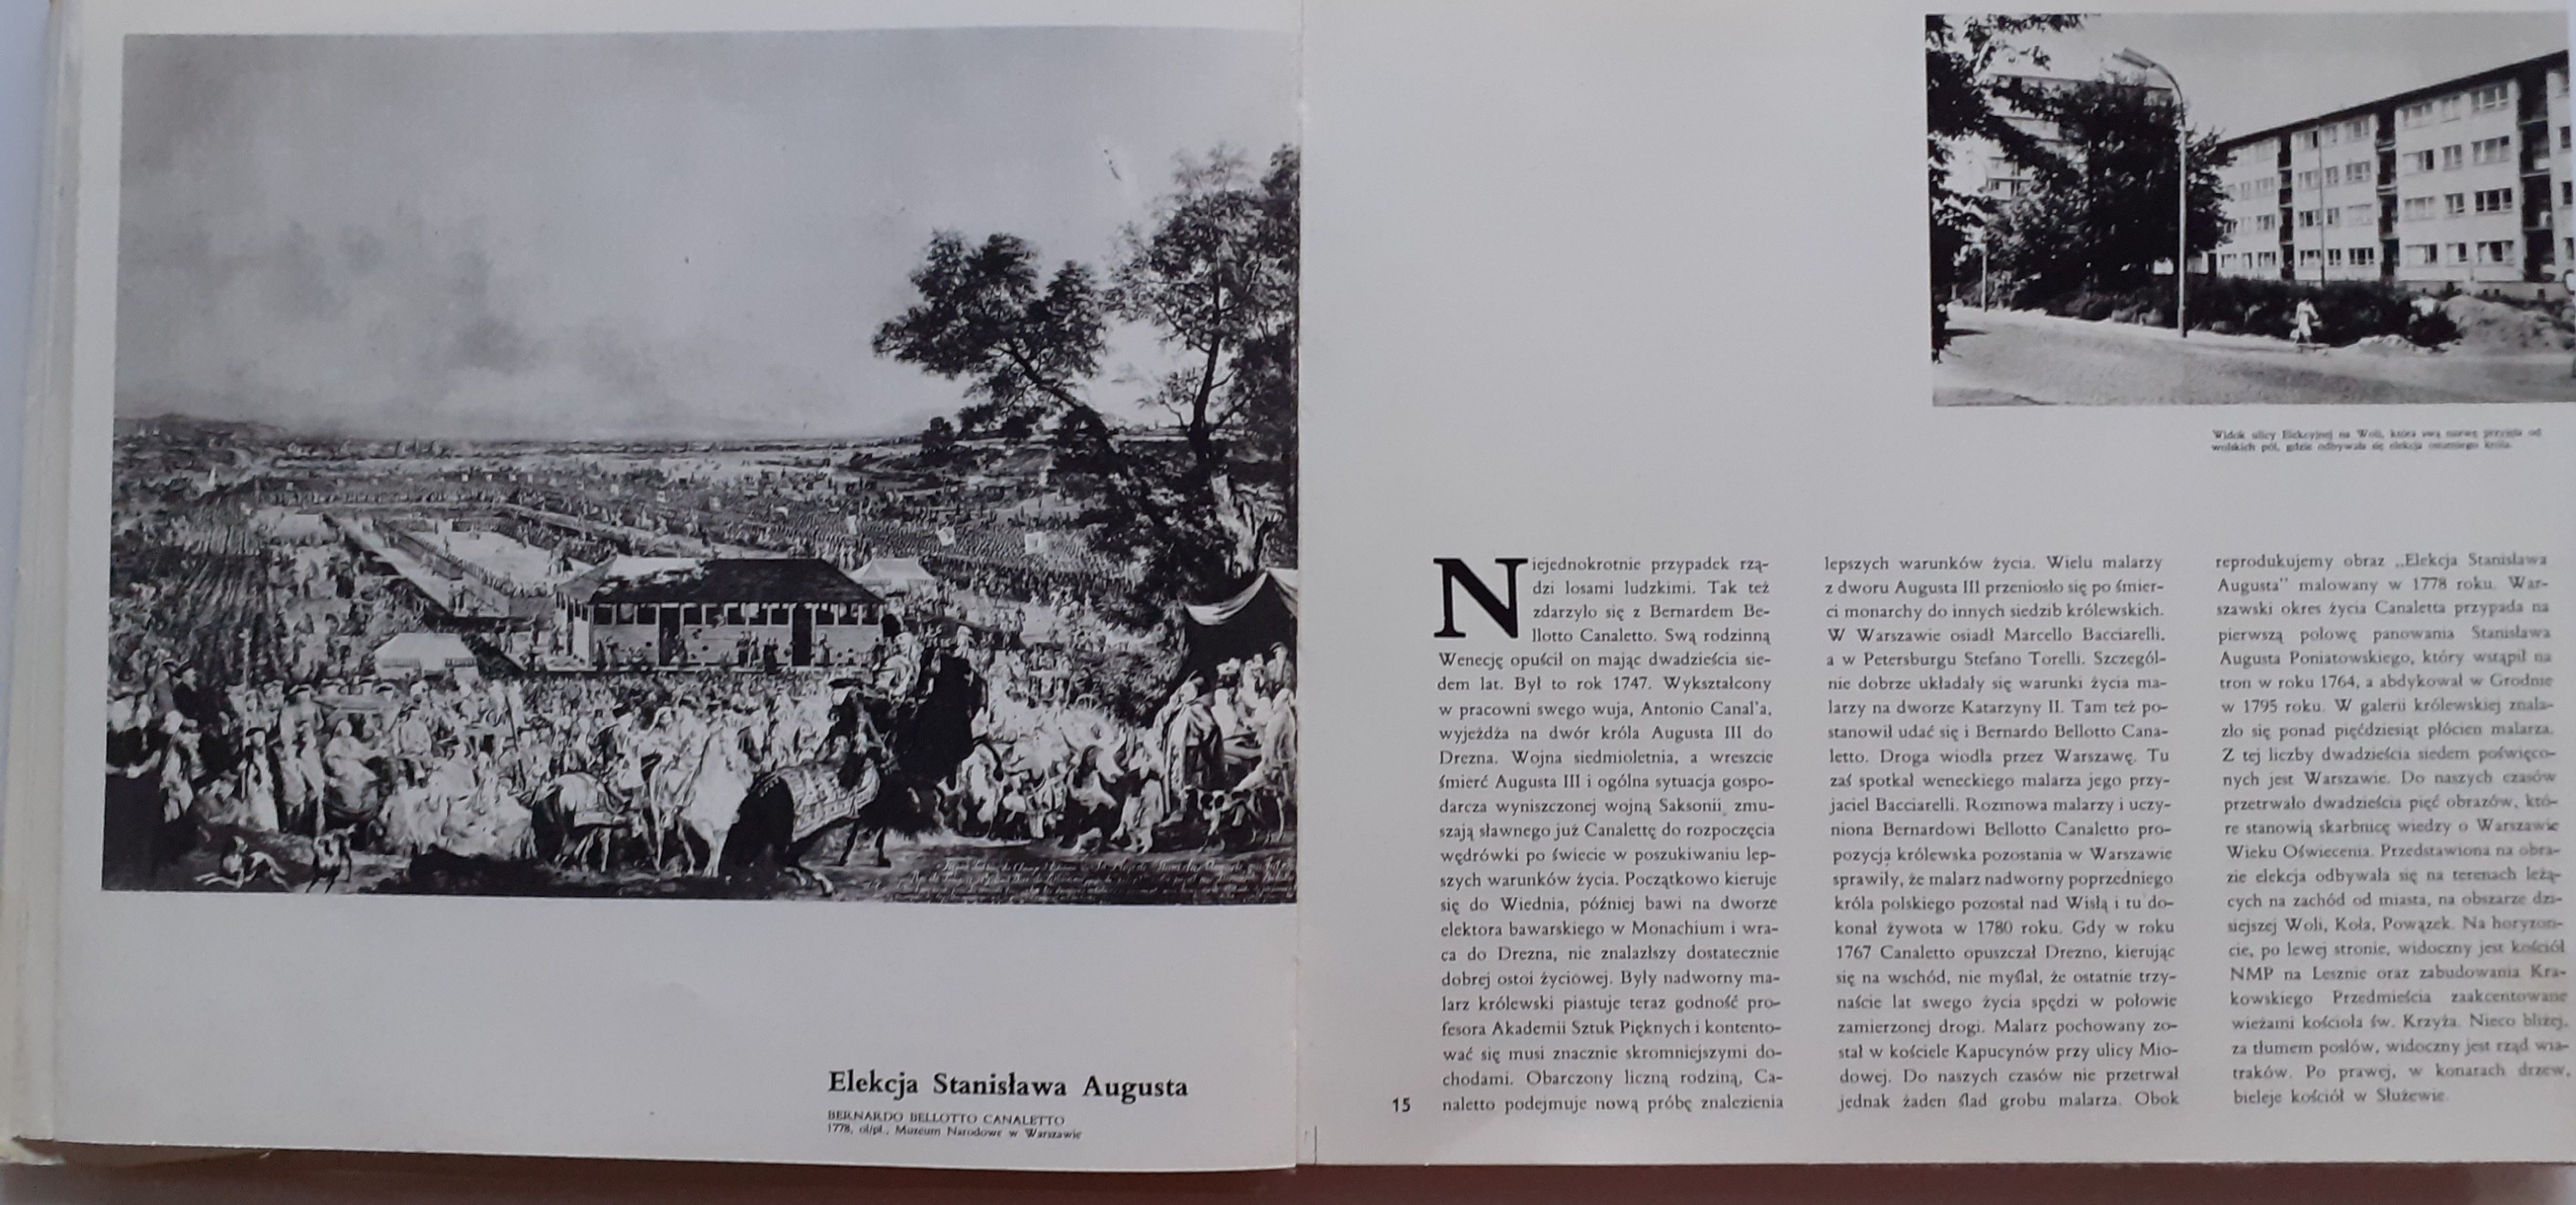 Elekcja Stanisława Augusta
BERNARDO BELLOTTO CANALETTO
1778, ol/pł., Muzeum Narodowe w Warszawie
Widok ulicy Elekcyjnej na Woli, która swą nazwę przyjęła od
wolskich pól, gdzie odbywała się elekcja ostatniego króla.
Niejednokrotnie przypadek rzą-
dzi losami ludzkimi. Tak też
zdarzyło się z Bernardem Be-
llotto Canaletto. Swą rodzinną
Wenecję opuścił on mając dwadzieścia sie-
dem lat. Był to rok 1747. Wykształcony
w pracowni swego wuja, Antonio Canal'a,
wyjeżdża na dwór króla Augusta III do
Drezna. Wojna siedmioletnia, a wreszcie
śmierć Augusta III i ogólna sytuacja gospo-
darcza wyniszczonej wojną Saksonii, zmu-
szają sławnego już Canalettę do rozpoczęcia
wędrówki po świecie w poszukiwaniu lep-
szych warunków życia. Początkowo kieruje
się do Wiednia, później bawi na dworze
elektora bawarskiego w Monachium i wra-
ca do Drezna, nie znalazłszy dostatecznie
dobrej ostoi życiowej. Były nadworny ma-
larz królewski piastuje teraz godność pro-
fesora Akademii Sztuk Pięknych i kontento-
wać się musi znacznie skromniejszymi do-
chodami. Obarczony liczną rodziną, Ca-
naletto podejmuje nową próbę znalezienia
lepszych warunków życia. Wielu malarzy
z dworu Augusta III przeniosło się po śmier-
ci monarchy do innych siedzib królewskich.
W Warszawie osiadł Marcello Bacciarelli,
a w Petersburgu Stefano Torelli. Szczegól-
nie dobrze układały się warunki życia ma-
larzy na dworze Katarzyny II. Tam też po-
stanowił udać się i Bernardo Bellotto Cana-
letto. Droga wiodła przez Warszawę. Tu
zaś spotkał weneckiego malarza jego przy-
jaciel Bacciarelli. Rozmowa malarzy i uczy-
niona Bernardowi Bellotto Canaletto pro-
pozycja królewska pozostania w Warszawie
sprawiły, że malarz nadworny poprzedniego
króla polskiego pozostał nad Wisłą i tu do-
konał żywota w 1780 roku. Gdy w roku
1767 Canaletto opuszczał Drezno, kierując
się na wschód, nie myślał, że ostatnie trzy-
naście lat swego życia spędzi w połowie
zamierzonej drogi. Malarz pochowany zo-
stał w kościele Kapucynów przy ulicy Mio-
dowej. Do naszych czasów nie przetrwał
jednak żaden ślad grobu malarza. Obok
reprodukujemy obraz „Elekcja Stanisława
Augusta" malowany w 1778 roku. War-
szawski okres życia Canaletta przypada na
pierwszą połowę panowania Stanisława
Augusta Poniatowskiego, który wstąpił na
tron w roku 1764, a abdykował w Grodnie
w 1795 roku. W galerii królewskiej znala-
zło się ponad pięćdziesiąt płócien malarza.
Z tej liczby dwadzieścia siedem poświęco-
nych jest Warszawie. Do naszych czasów
przetrwało dwadzieścia pięć obrazów, któ-
re stanowią skarbnicę wiedzy o Warszawie
Wieku Oświecenia. Przedstawiona na obra-
zie elekcja odbywała się na terenach leżą-
cych na zachód od miasta, na obszarze dzi-
siejszej Woli, Koła, Powązek. Na horyzon-
cie, po lewej stronie, widoczny jest kościół
NMP na Lesznie oraz zabudowania Kra-
kowskiego Przedmieścia zaakcentowane
wieżami kościoła św. Krzyża. Nieco bliżej,
za tłumem posłów, widoczny jest rząd wia-
traków. Po prawej, w konarach drzew,
bieleje kościół w Służewie.
15